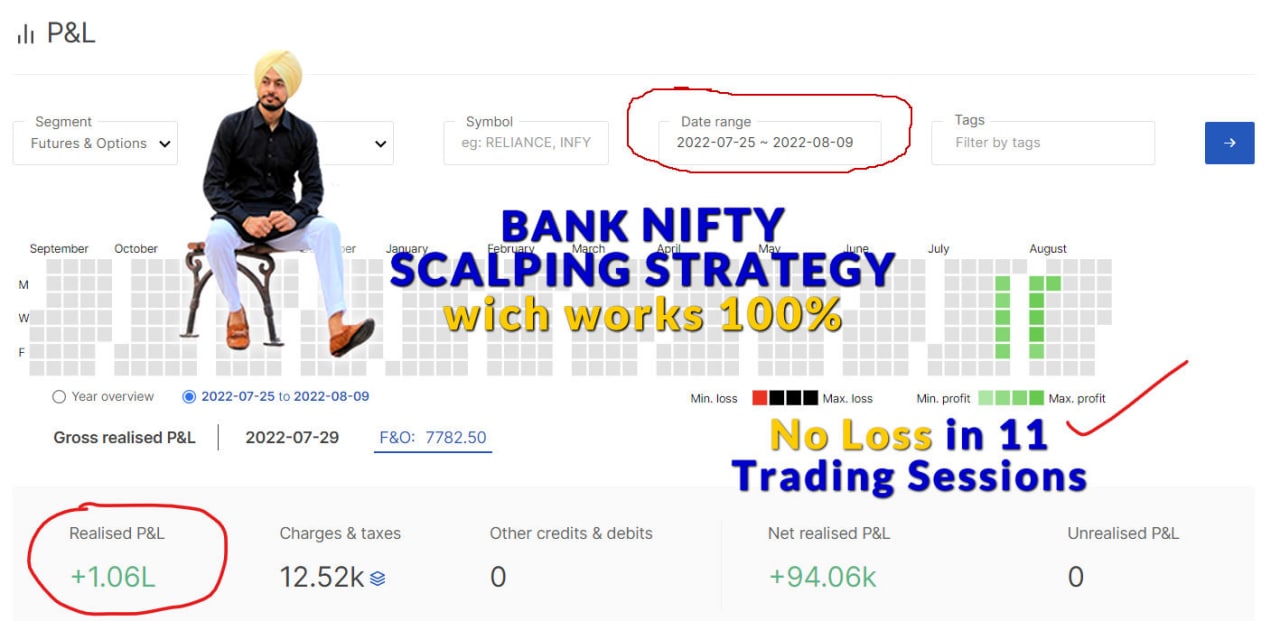 P&L
Segment
Date range
Symbol
Tags
Futures & Options
eg: RELIANCE, INFY
2022-07-25 ~ 2022-08-09
Filter by tags
BANK NIFTY
September October January February March April May June July August
SCALPING STRATEGY
M
wich works 100%
W
F
Year overview 2022-07-25 to 2022-08-09 Min. loss Max. loss Min. profit Max. profit
Gross realised P&L 2022-07-29 F&O: 7782.50
No Loss in 11
Trading Sessions
Realised P&L Charges & taxes Other credits & debits Net realised P&L Unrealised P&L
+1.06L 12.52k 0 +94.06k 0